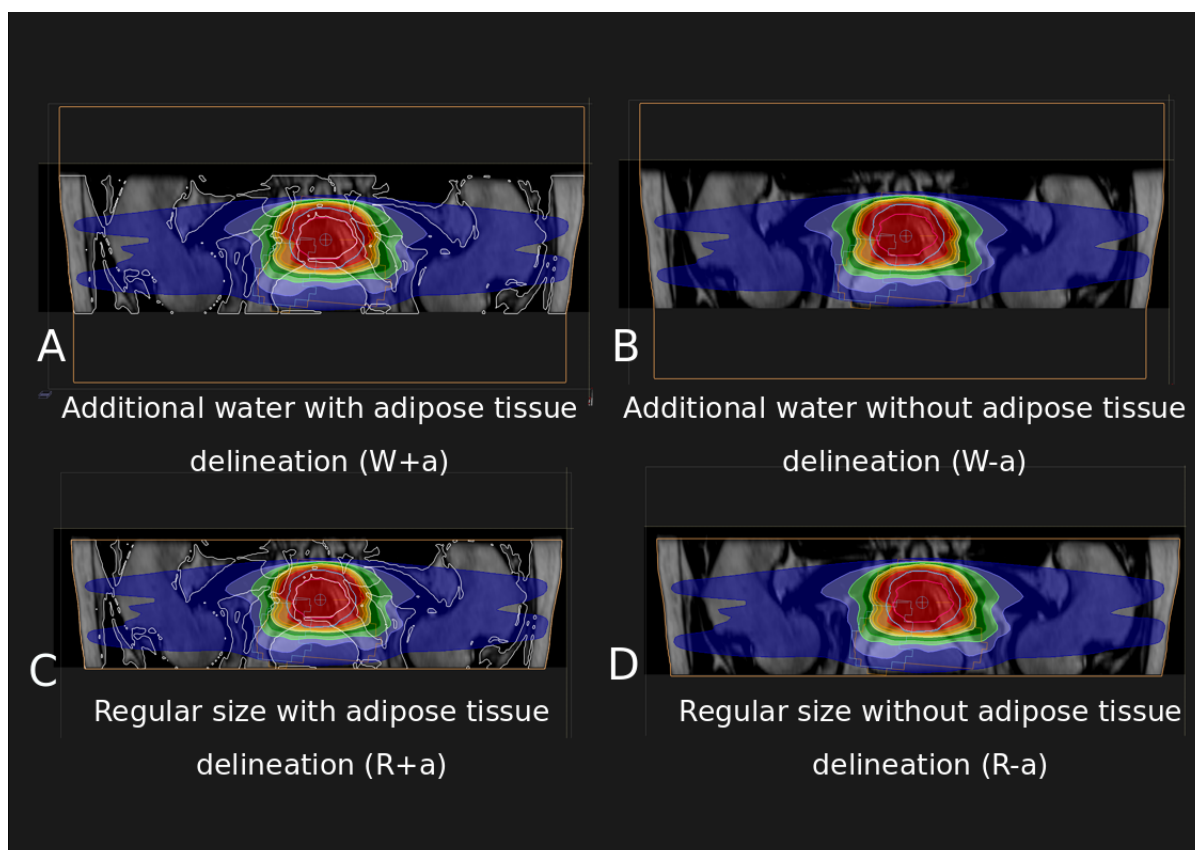 A
Additional water with adipose tissue
delineation (W+a)
B
Additional water without adipose tissue
delineation (W-a)
C
Regular size with adipose tissue
delineation (R+a)
D
Regular size without adipose tissue
delineation (R-a)